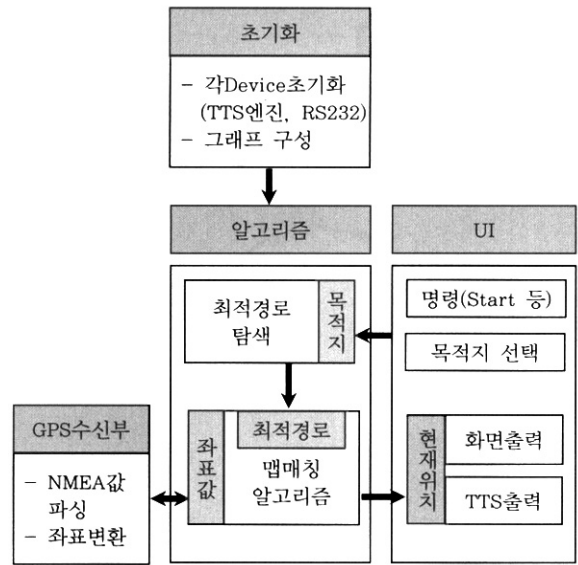 초기화
- 각Device초기화
(TTS엔진, RS232)
- 그래프 구성
알고리즘
UI
최적경로
탐색
목적지
명령(Start 등)
목적지 선택
GPS수신부
- NMEA값
파싱
- 좌표변환
좌표값
최적경로
맵매칭
알고리즘
현재위치
화면출력
TTS출력